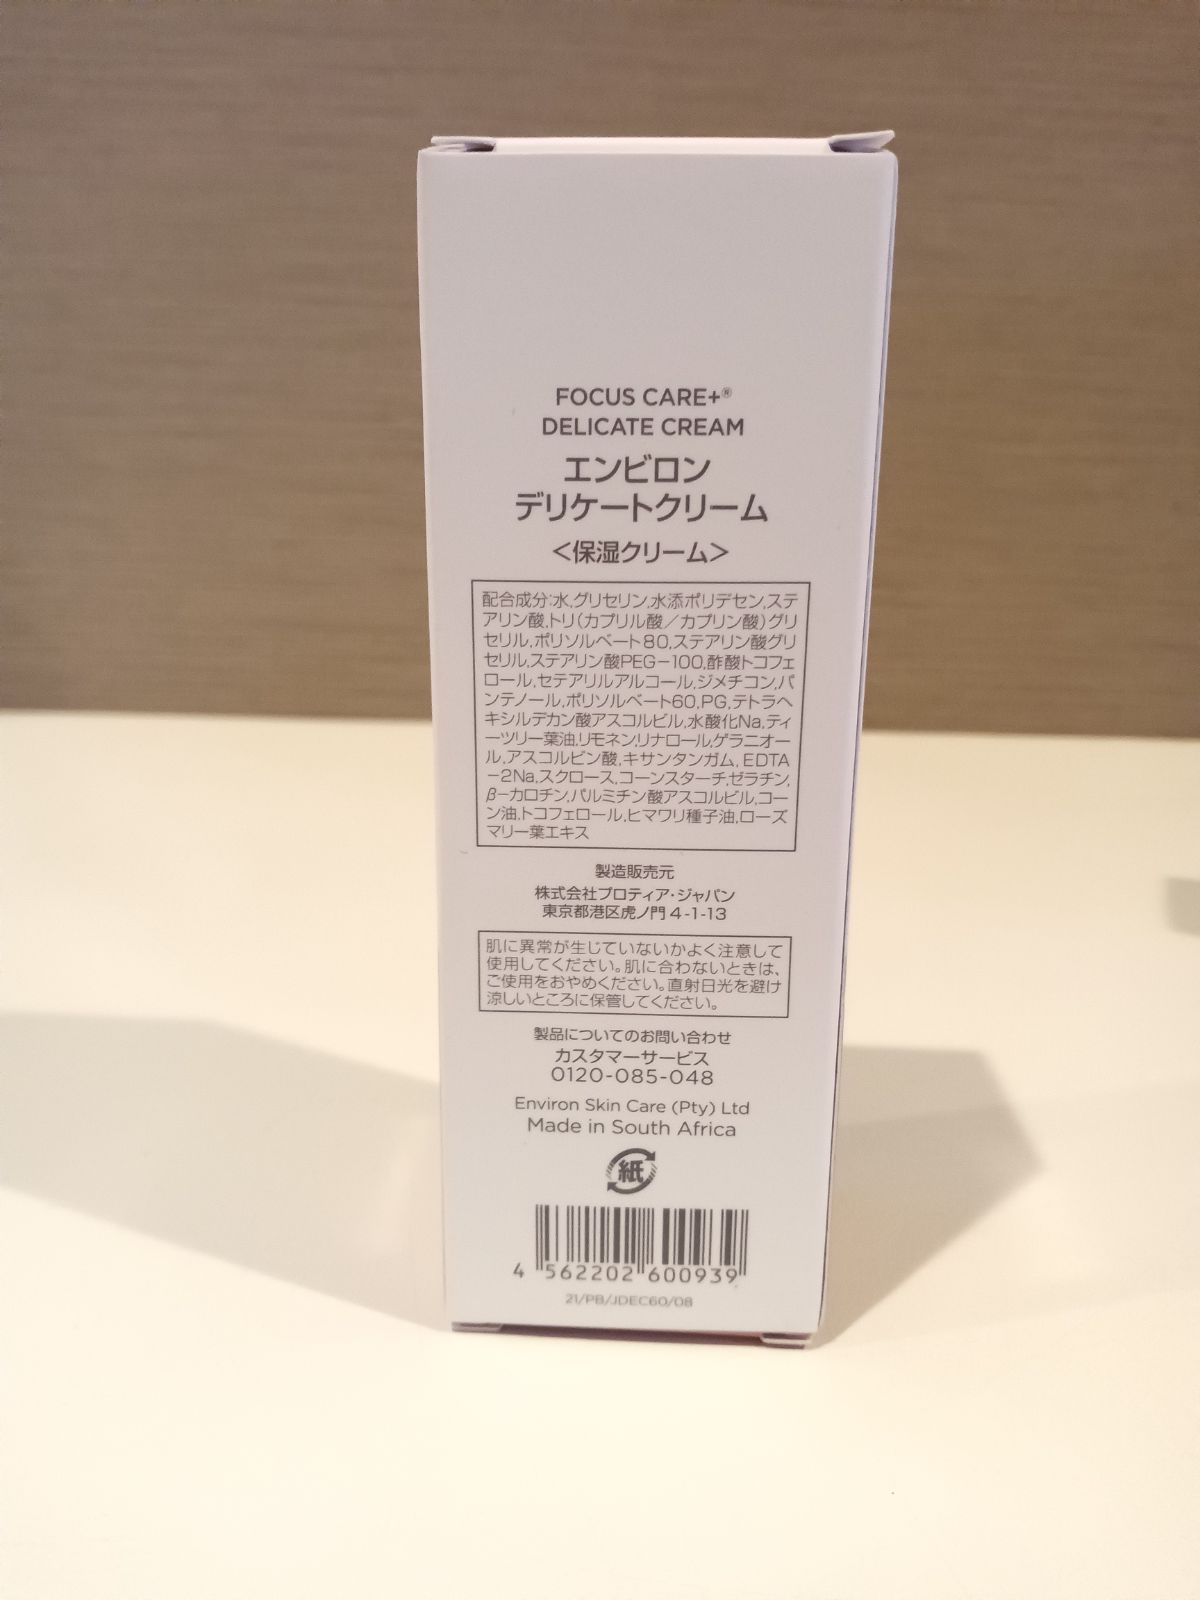 FOCUS CARE+®
DELICATE CREAM
エンビロン
デリケートクリーム
<保湿クリーム>
配合成分:水,グリセリン,水添ポリデセン,ステ
アリン酸,トリ(カプリル酸/カプリン酸)グリ
セリル,ポリソルベート80,ステアリン酸グリ
セリル,ステアリン酸PEG-100,酢酸トコフェ
ロール,セテアリルアルコール,ジメチコン,パ
ンテノール,ポリソルベート60,PG,テトラヘ
キシルデカン酸アスコルビル,水酸化Na,ティ
ーツリー葉油,リモネン,リナロール,ゲラニオー
ル,アスコルビン酸,キサンタンガム,EDTA
-2Na,スクロース,コーンスターチ,ゼラチン,
β-カロチン,パルミチン酸アスコルビル,コー
ン油,トコフェロール,ヒマワリ種子油,ローズ
マリー葉エキス
製造販売元
株式会社プロティア・ジャパン
東京都港区虎ノ門4-1-13
肌に異常が生じていないかよく注意して
使用してください。肌に合わないときは、
ご使用をおやめください。直射日光を避け
涼しいところに保管してください。
製品についてのお問い合わせ
カスタマーサービス
0120-085-048
Environ Skin Care (Pty) Ltd
Made in South Africa
紙
4 562202 600939
21/PB/JDEC60/08